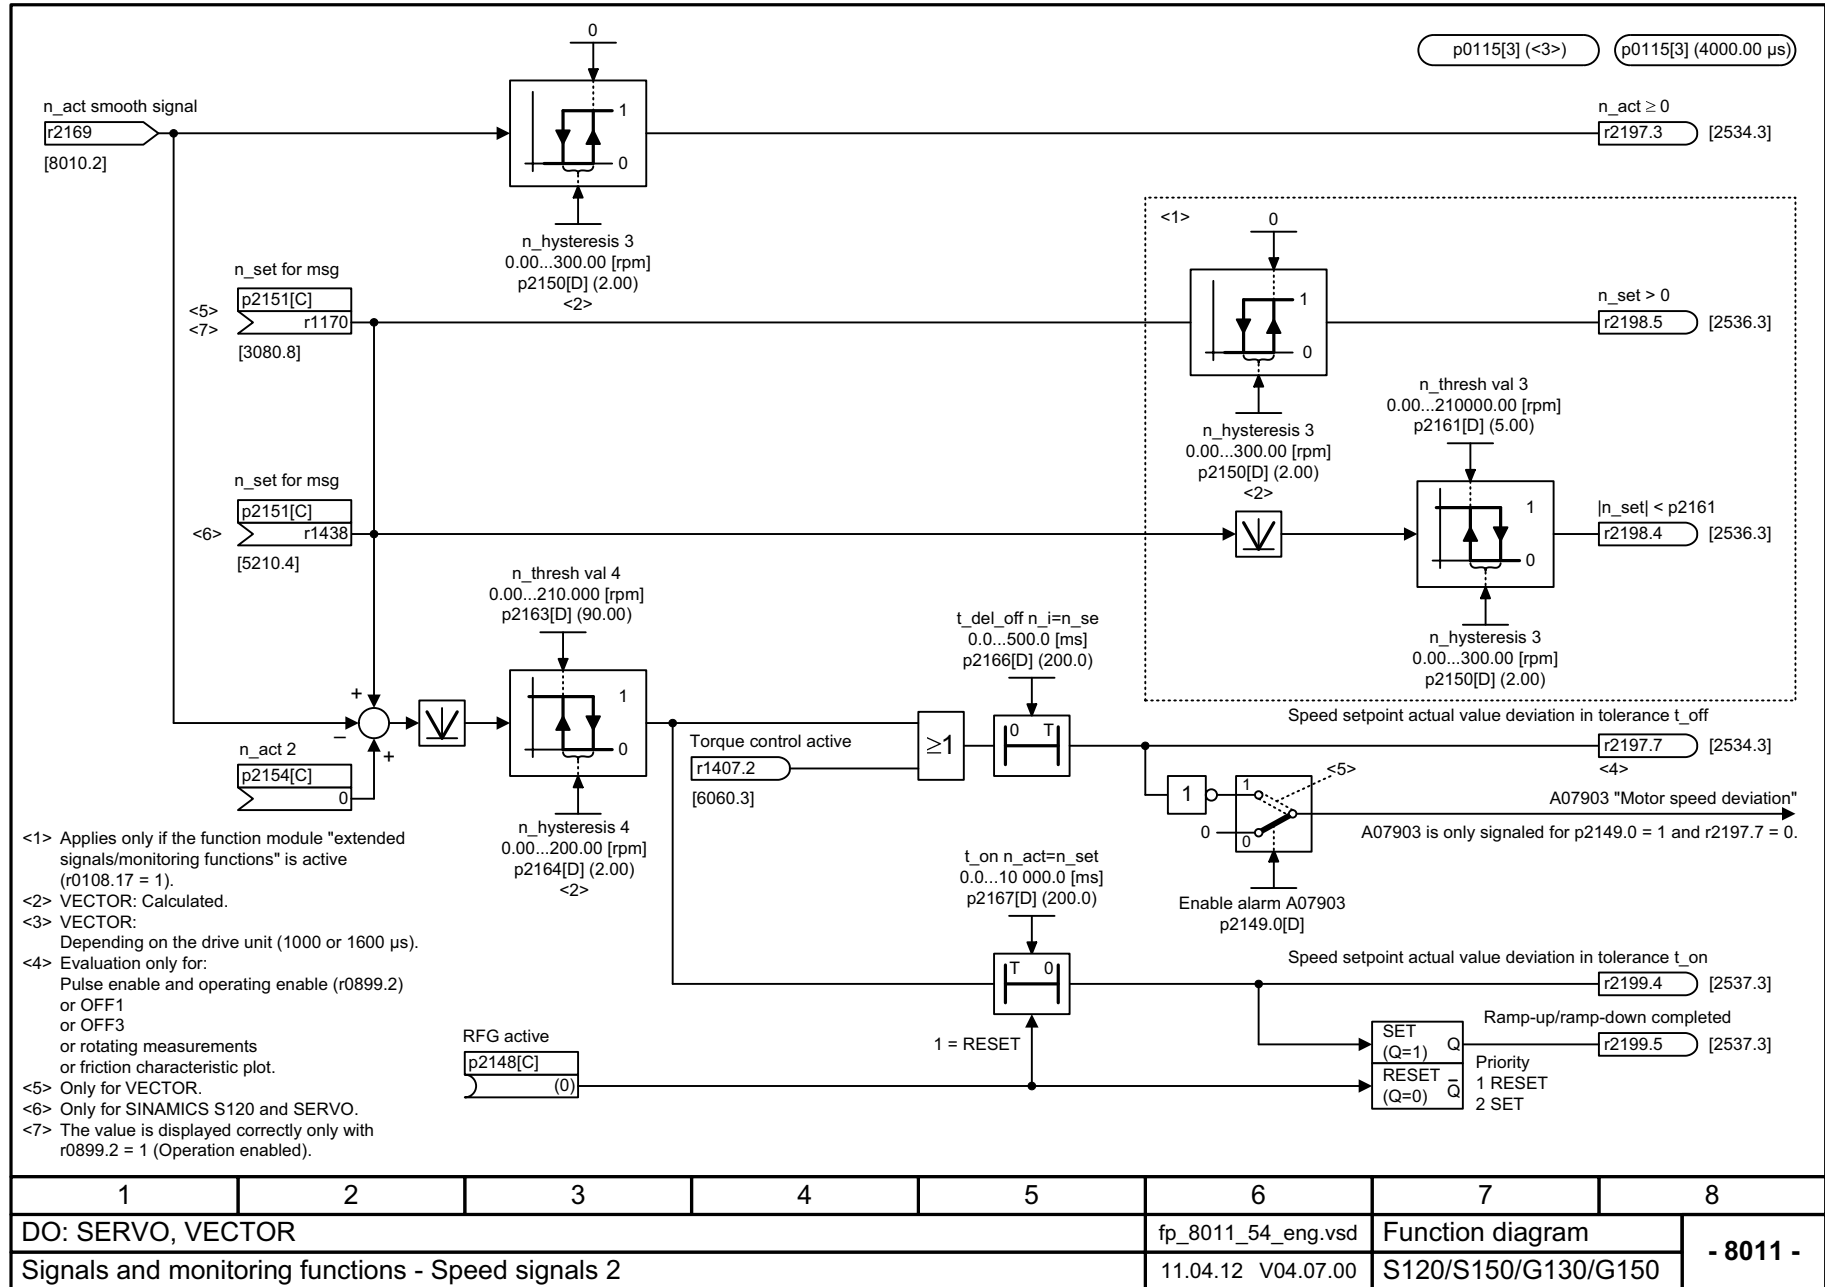 0
p0115[3] (<3>)
p0115[3] (4000.00 µs)
n_act smooth signal
r2169
[8010.2]
1
0
n_act ≥ 0
r2197.3
[2534.3]
n_hysteresis 3
0.00...300.00 [rpm]
p2150[D] (2.00)
<2>
<1>
0
n_set for msg
<5>
<7>
p2151[C]
r1170
[3080.8]
1
0
n_set > 0
r2198.5
[2536.3]
n_hysteresis 3
0.00...300.00 [rpm]
p2150[D] (2.00)
<2>
n_thresh val 3
0.00...210000.00 [rpm]
p2161[D] (5.00)
n_set for msg
<6>
p2151[C]
r1438
[5210.4]
1
0
|n_set| < p2161
r2198.4
[2536.3]
n_hysteresis 3
0.00...300.00 [rpm]
p2150[D] (2.00)
n_thresh val 4
0.00...210.000 [rpm]
p2163[D] (90.00)
+
–
+
n_act 2
p2154[C]
0
1
0
n_hysteresis 4
0.00...200.00 [rpm]
p2164[D] (2.00)
<2>
Torque control active
r1407.2
[6060.3]
≥1
t_del_off n_i=n_se
0.0...500.0 [ms]
p2166[D] (200.0)
0 T
Speed setpoint actual value deviation in tolerance t_off
r2197.7
[2534.3]
<4>
1
1
0
0
<5>
A07903 "Motor speed deviation"
A07903 is only signaled for p2149.0 = 1 and r2197.7 = 0.
Enable alarm A07903
p2149.0[D]
t_on n_act=n_set
0.0...10 000.0 [ms]
p2167[D] (200.0)
T 0
Speed setpoint actual value deviation in tolerance t_on
r2199.4
[2537.3]
1 = RESET
RFG active
p2148[C]
(0)
SET
(Q=1)
Q
RESET
(Q=0)
Q̅
Ramp-up/ramp-down completed
r2199.5
[2537.3]
Priority
1 RESET
2 SET
<1> Applies only if the function module "extended
signals/monitoring functions" is active
(r0108.17 = 1).
<2> VECTOR: Calculated.
<3> VECTOR:
Depending on the drive unit (1000 or 1600 µs).
<4> Evaluation only for:
Pulse enable and operating enable (r0899.2)
or OFF1
or OFF3
or rotating measurements
or friction characteristic plot.
<5> Only for VECTOR.
<6> Only for SINAMICS S120 and SERVO.
<7> The value is displayed correctly only with
r0899.2 = 1 (Operation enabled).
1 2 3 4 5 6 7 8
DO: SERVO, VECTOR
fp_8011_54_eng.vsd
Function diagram
- 8011 -
Signals and monitoring functions - Speed signals 2
11.04.12 V04.07.00
S120/S150/G130/G150